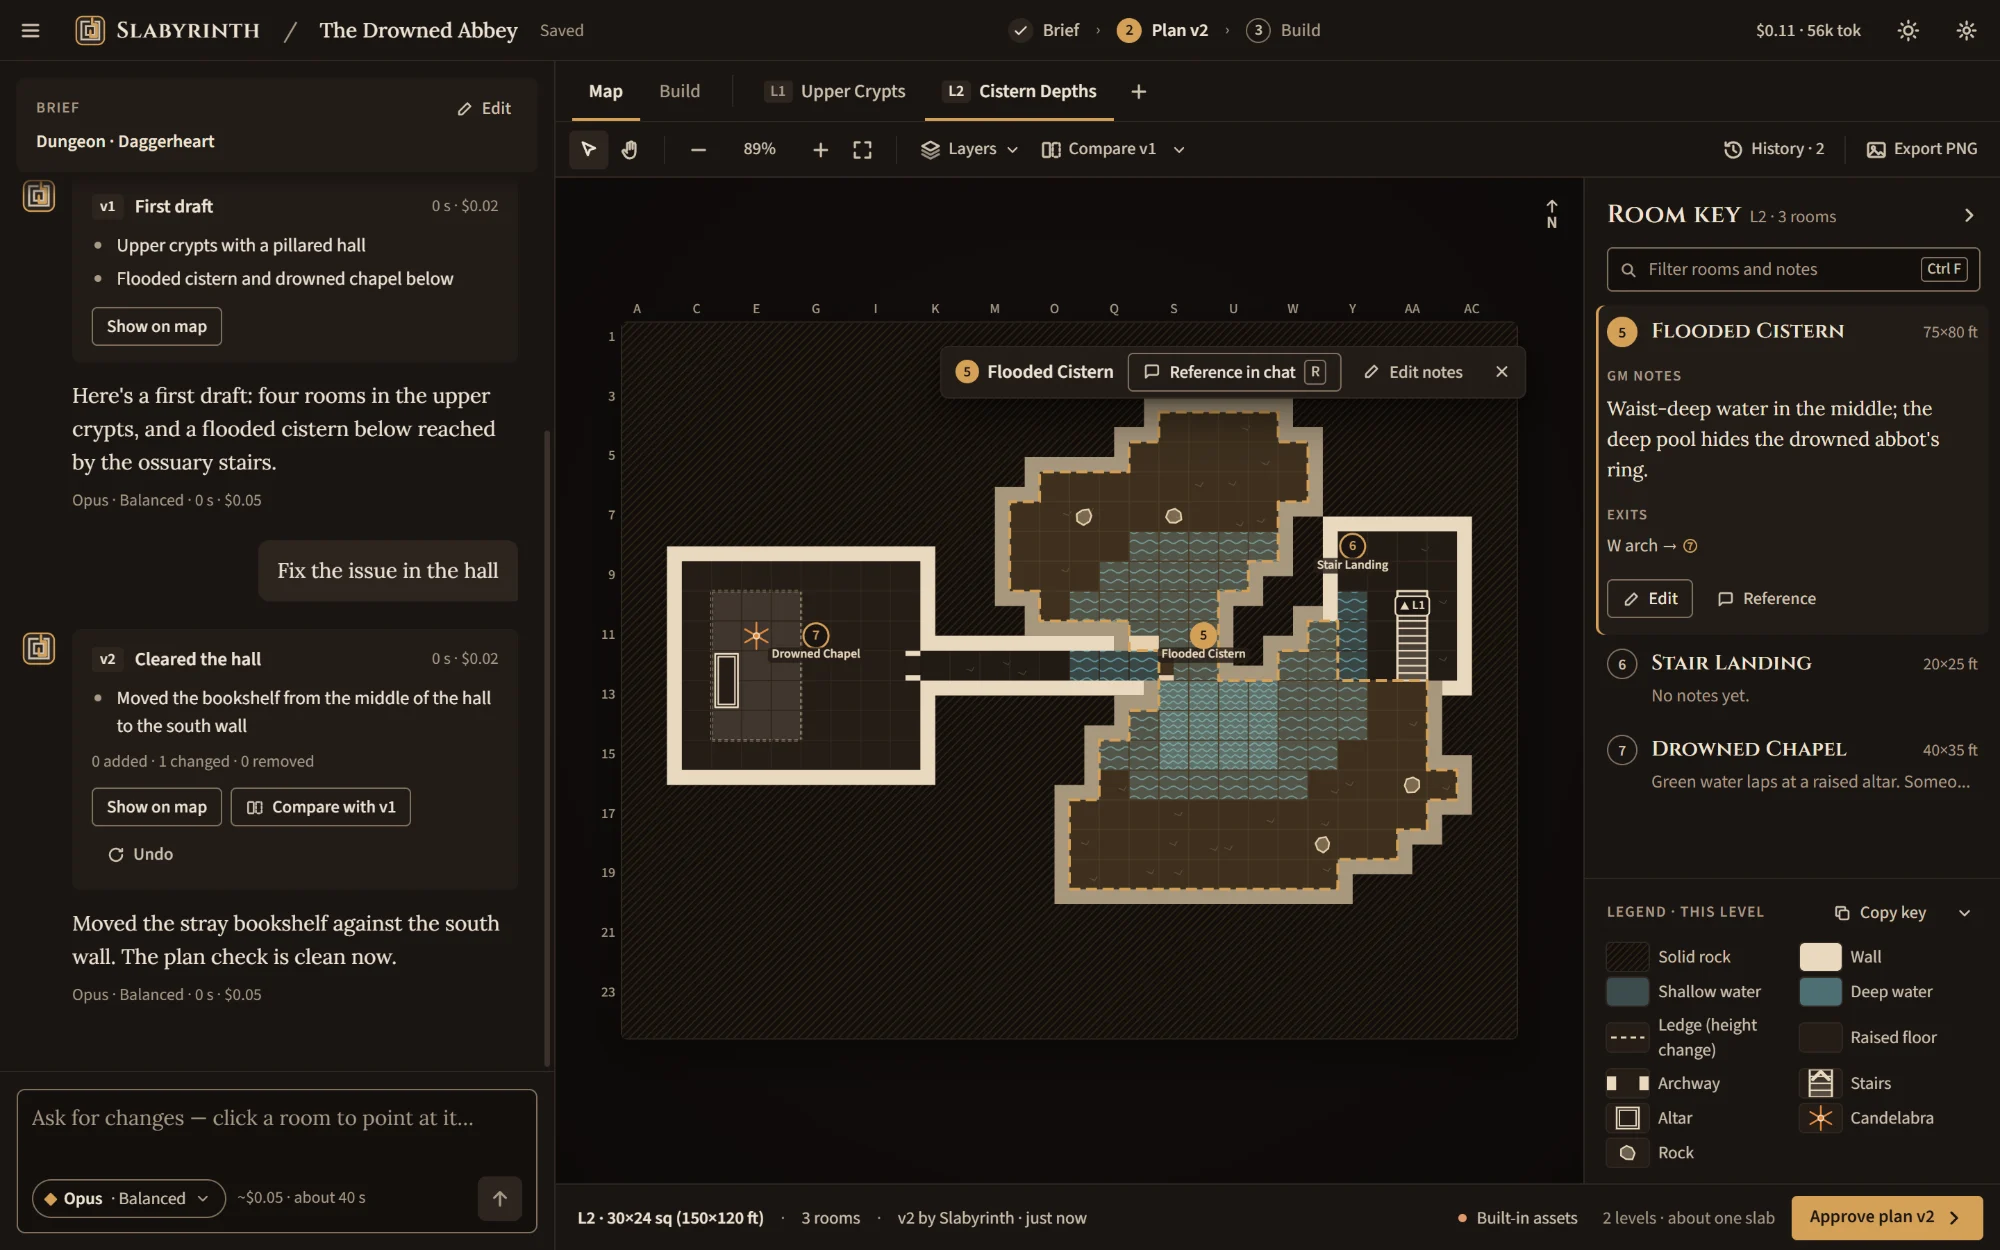 SLABYRINTH / The Drowned Abbey Saved
Brief › 2 Plan v2 › 3 Build
$0.11 · 56k tok
BRIEF
Edit
Dungeon · Daggerheart
v1 First draft 0 s · $0.02
Upper crypts with a pillared hall
Flooded cistern and drowned chapel below
Show on map
Here's a first draft: four rooms in the upper
crypts, and a flooded cistern below reached
by the ossuary stairs.
Opus · Balanced · 0 s · $0.05
Fix the issue in the hall
v2 Cleared the hall 0 s · $0.02
Moved the bookshelf from the middle of the hall
to the south wall
0 added · 1 changed · 0 removed
Show on map
Compare with v1
Undo
Moved the stray bookshelf against the south
wall. The plan check is clean now.
Opus · Balanced · 0 s · $0.05
Ask for changes — click a room to point at it...
Opus · Balanced ~$0.05 · about 40 s
Map Build L1 Upper Crypts L2 Cistern Depths +
89% Layers Compare v1 History · 2 Export PNG
N
A C E G I K M O Q S U W Y AA AC
1
3
5
7
9
11
13
15
17
19
21
23
5 Flooded Cistern Reference in chat R Edit notes
6
Stair Landing
▲ L1
7
Drowned Chapel
5
Flooded Cistern
ROOM KEY L2 · 3 rooms
Filter rooms and notes Ctrl F
5 FLOODED CISTERN 75×80 ft
GM NOTES
Waist-deep water in the middle; the
deep pool hides the drowned abbot's
ring.
EXITS
W arch → 7
Edit Reference
6 STAIR LANDING 20×25 ft
No notes yet.
7 DROWNED CHAPEL 40×35 ft
Green water laps at a raised altar. Someo...
LEGEND · THIS LEVEL Copy key
Solid rock
Wall
Shallow water
Deep water
Ledge (height
change)
Raised floor
Archway
Stairs
Altar
Candelabra
Rock
L2 · 30×24 sq (150×120 ft) · 3 rooms · v2 by Slabyrinth · just now
Built-in assets 2 levels · about one slab Approve plan v2